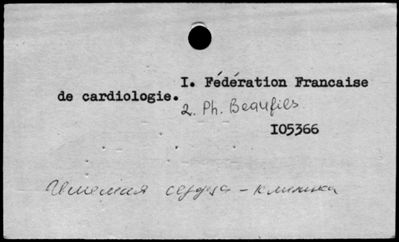 I. Fédération Francaise
de cardiologie.
2. Ph. Beaufils
I05366
Ишемия сердца - клиника